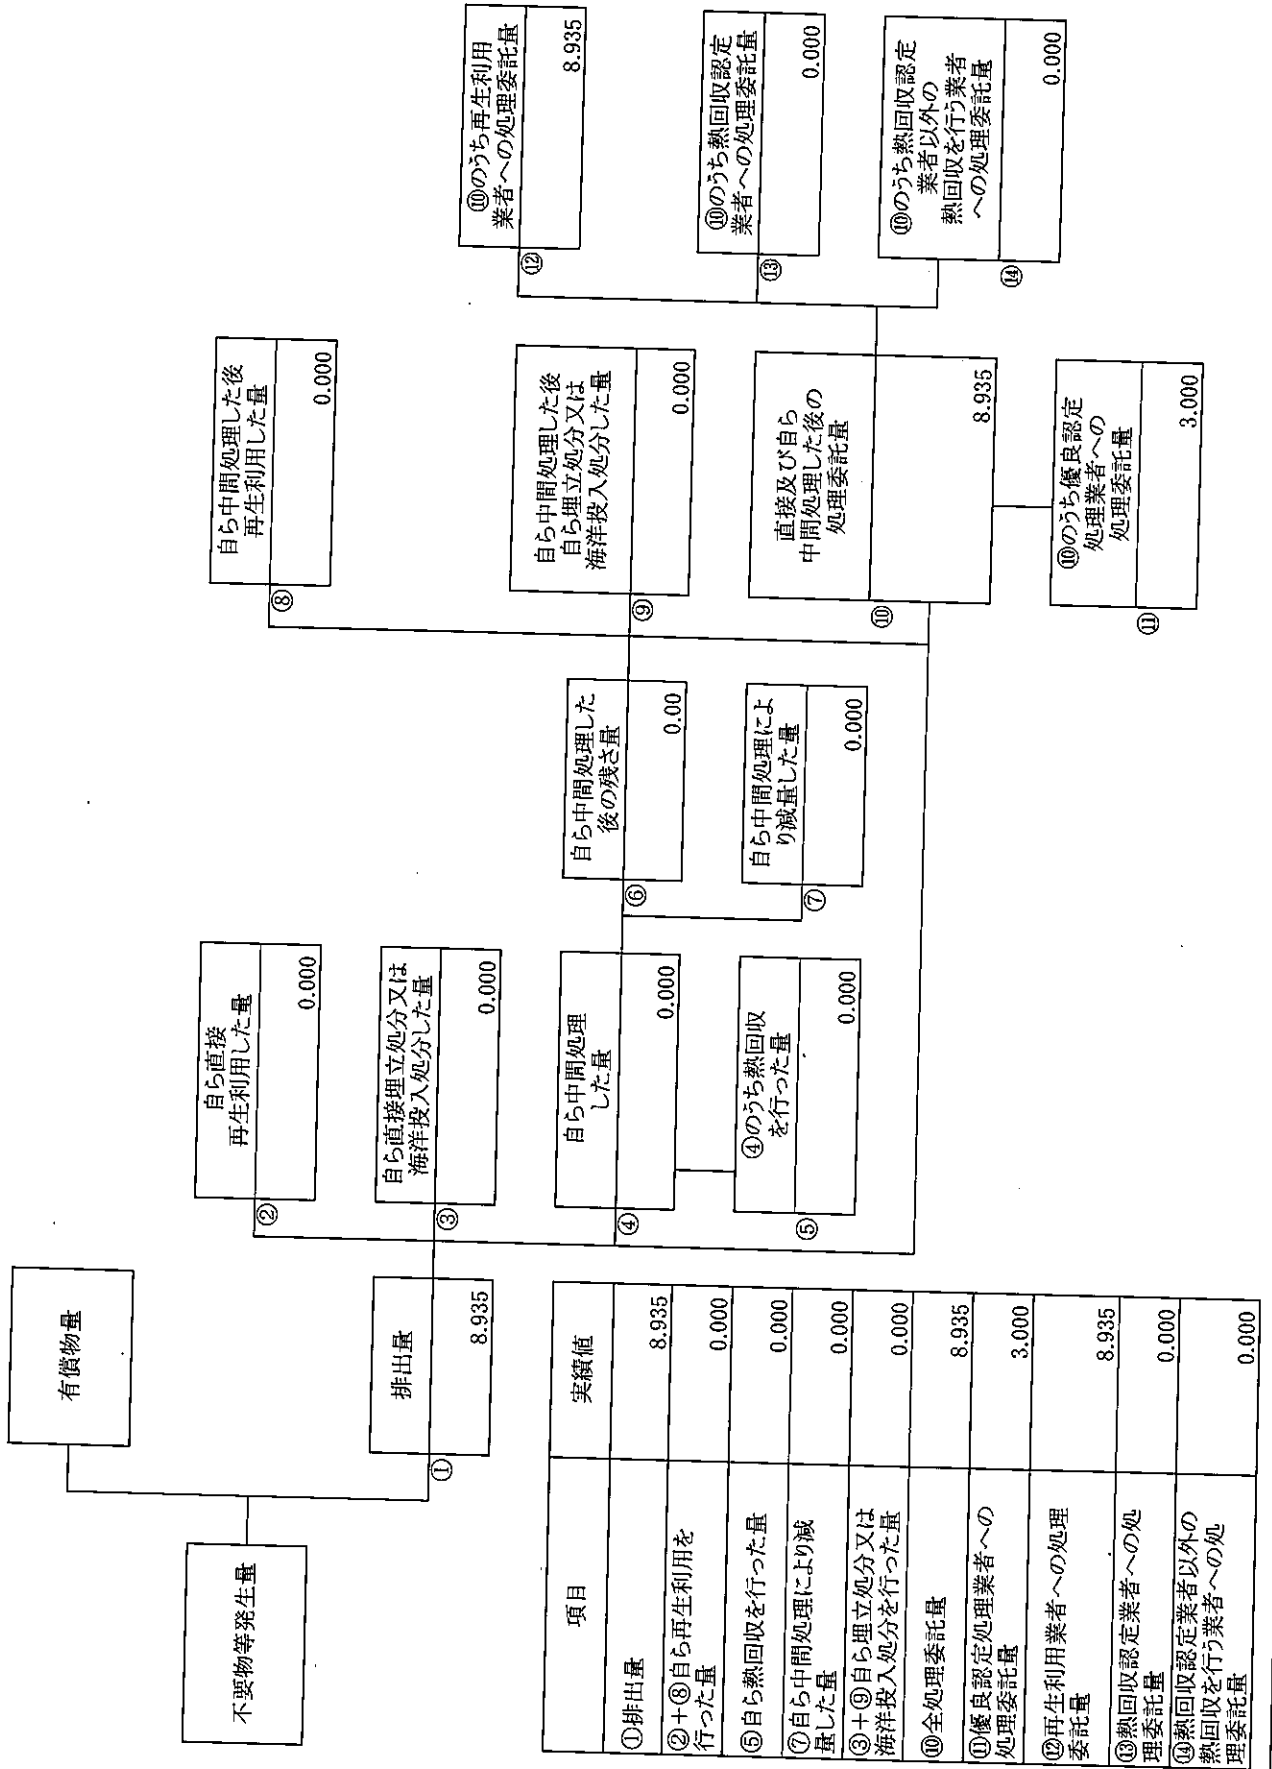 不要物等発生量
有償物量
排出量
①
8.935
②
自ら直接
再生利用した量
0.000
③
自ら直接埋立処分又は
海洋投入処分した量
0.000
④
自ら中間処理
した量
0.000
⑤
④のうち熱回収
を行った量
0.000
⑥
自ら中間処理した
後の残さ量
0.00
⑦
自ら中間処理によ
り減量した量
0.000
⑧
自ら中間処理した後
再生利用した量
0.000
⑨
自ら中間処理した後
自ら埋立処分又は
海洋投入処分した量
0.000
⑩
直接及び自ら
中間処理した後の
処理委託量
8.935
⑪
⑩のうち優良認定
処理業者への
処理委託量
3.000
⑫
⑩のうち再生利用
業者への処理委託量
8.935
⑬
⑩のうち熱回収認定
業者への処理委託量
0.000
⑭
⑩のうち熱回収認定
業者以外の
熱回収を行う業者
への処理委託量
0.000
項目 実績値
①排出量 8.935
②+⑧自ら再生利用を
行った量 0.000
⑤自ら熱回収を行った量 0.000
⑦自ら中間処理により減
量した量 0.000
③+⑨自ら埋立処分又は
海洋投入処分を行った量 0.000
⑩全処理委託量 8.935
⑪優良認定処理業者への
処理委託量 3.000
⑫再生利用業者への処理
委託量 8.935
⑬熱回収認定業者への処
理委託量 0.000
⑭熱回収認定業者以外の
熱回収を行う業者への処
理委託量 0.000